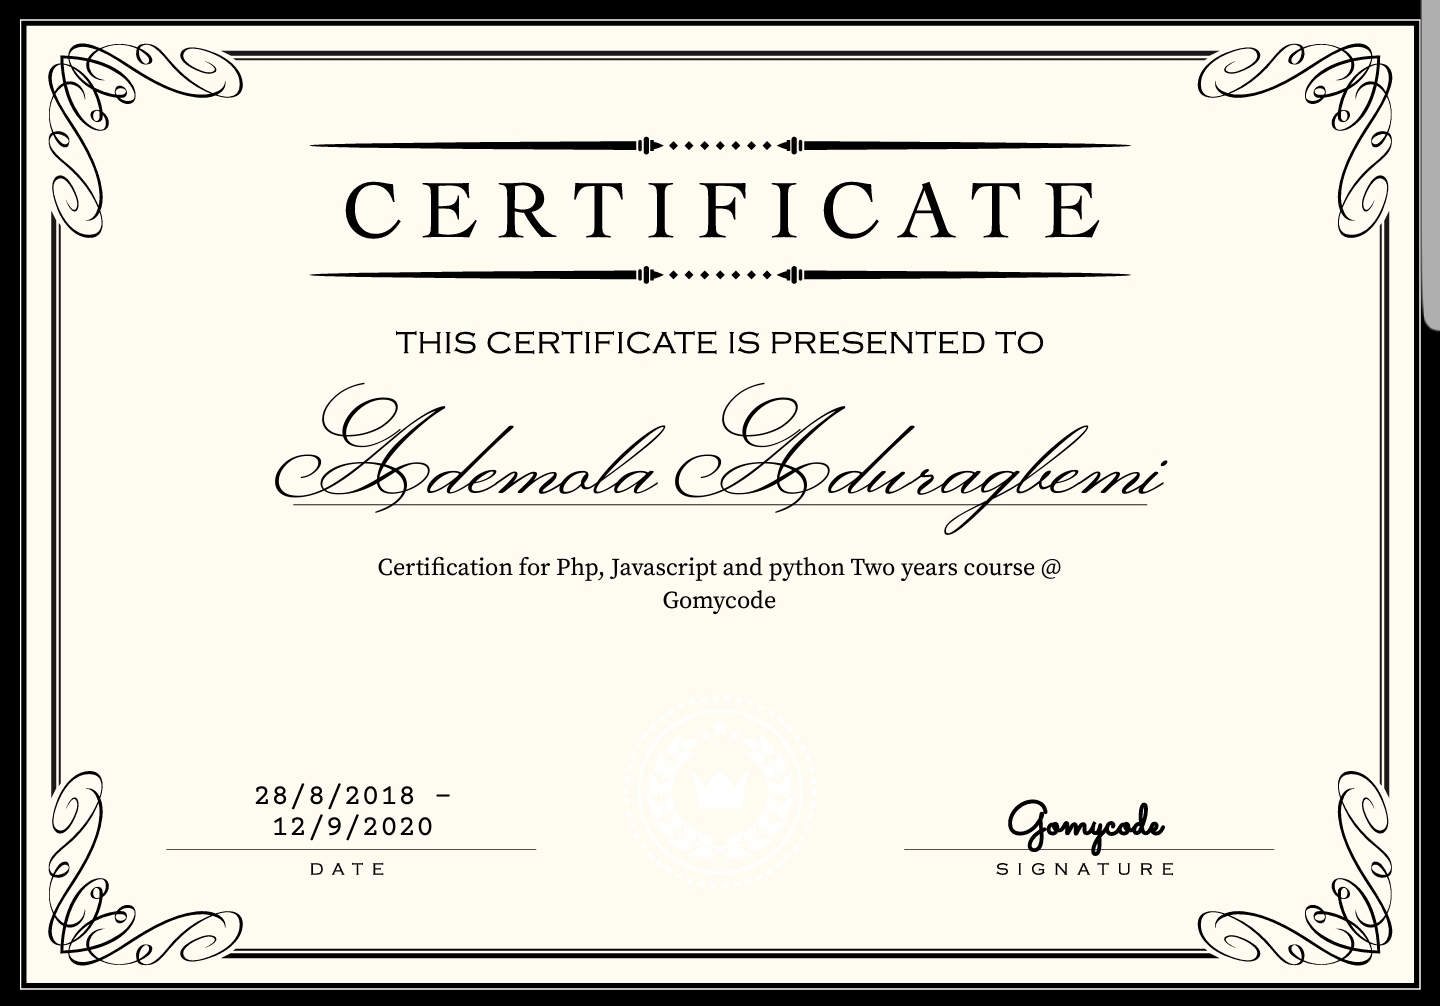 CERTIFICATE
THIS CERTIFICATE IS PRESENTED TO
Ademola Aduragbemi
Certification for Php, Javascript and python Two years course @
Gomycode
28/8/2018 -
12/9/2020
DATE
Gomycode
SIGNATURE